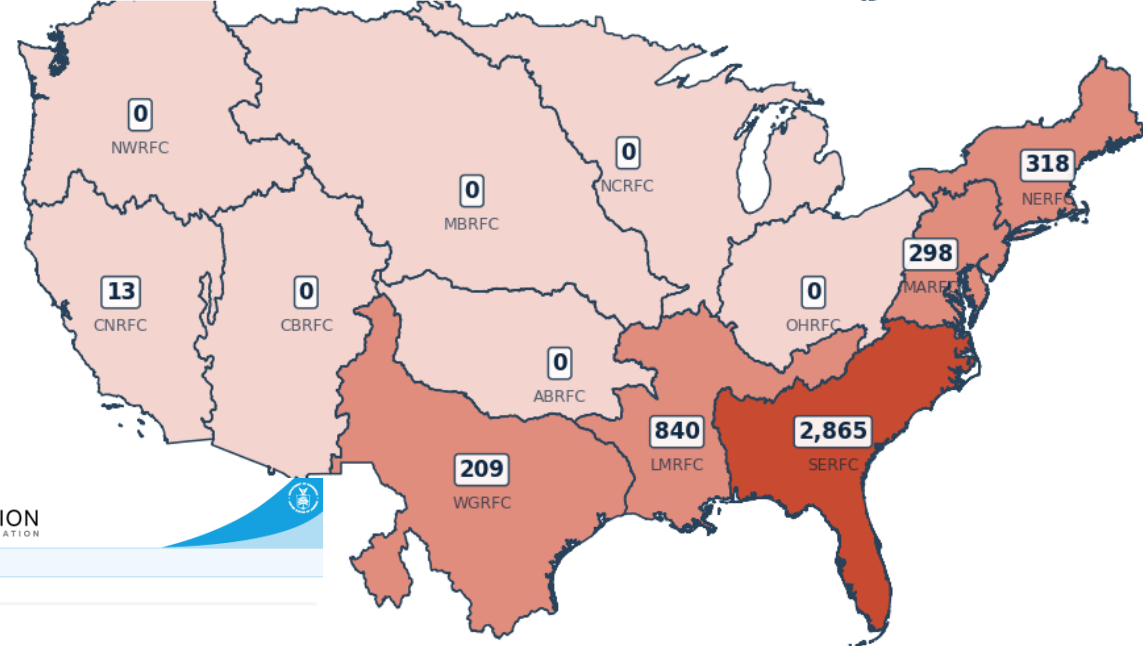 0
NWRFC
0
NCRFC
318
NERFC
0
MBRFC
298
MARFC
13
CNRFC
0
CBRFC
0
OHRFC
0
ABRFC
840
LMRFC
2,865
SERFC
209
WGRFC
ION
ATION